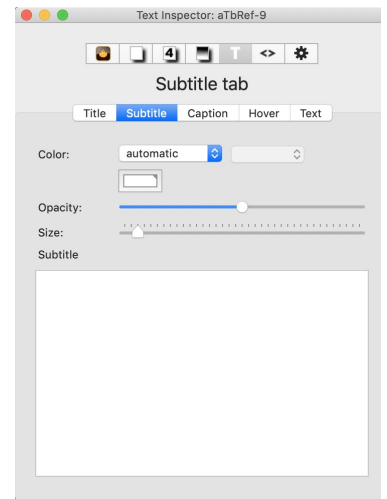 Text Inspector: aTbRef-9
4 T <>
Subtitle tab
Title Subtitle Caption Hover Text
Color: automatic
Opacity:
Size:
Subtitle